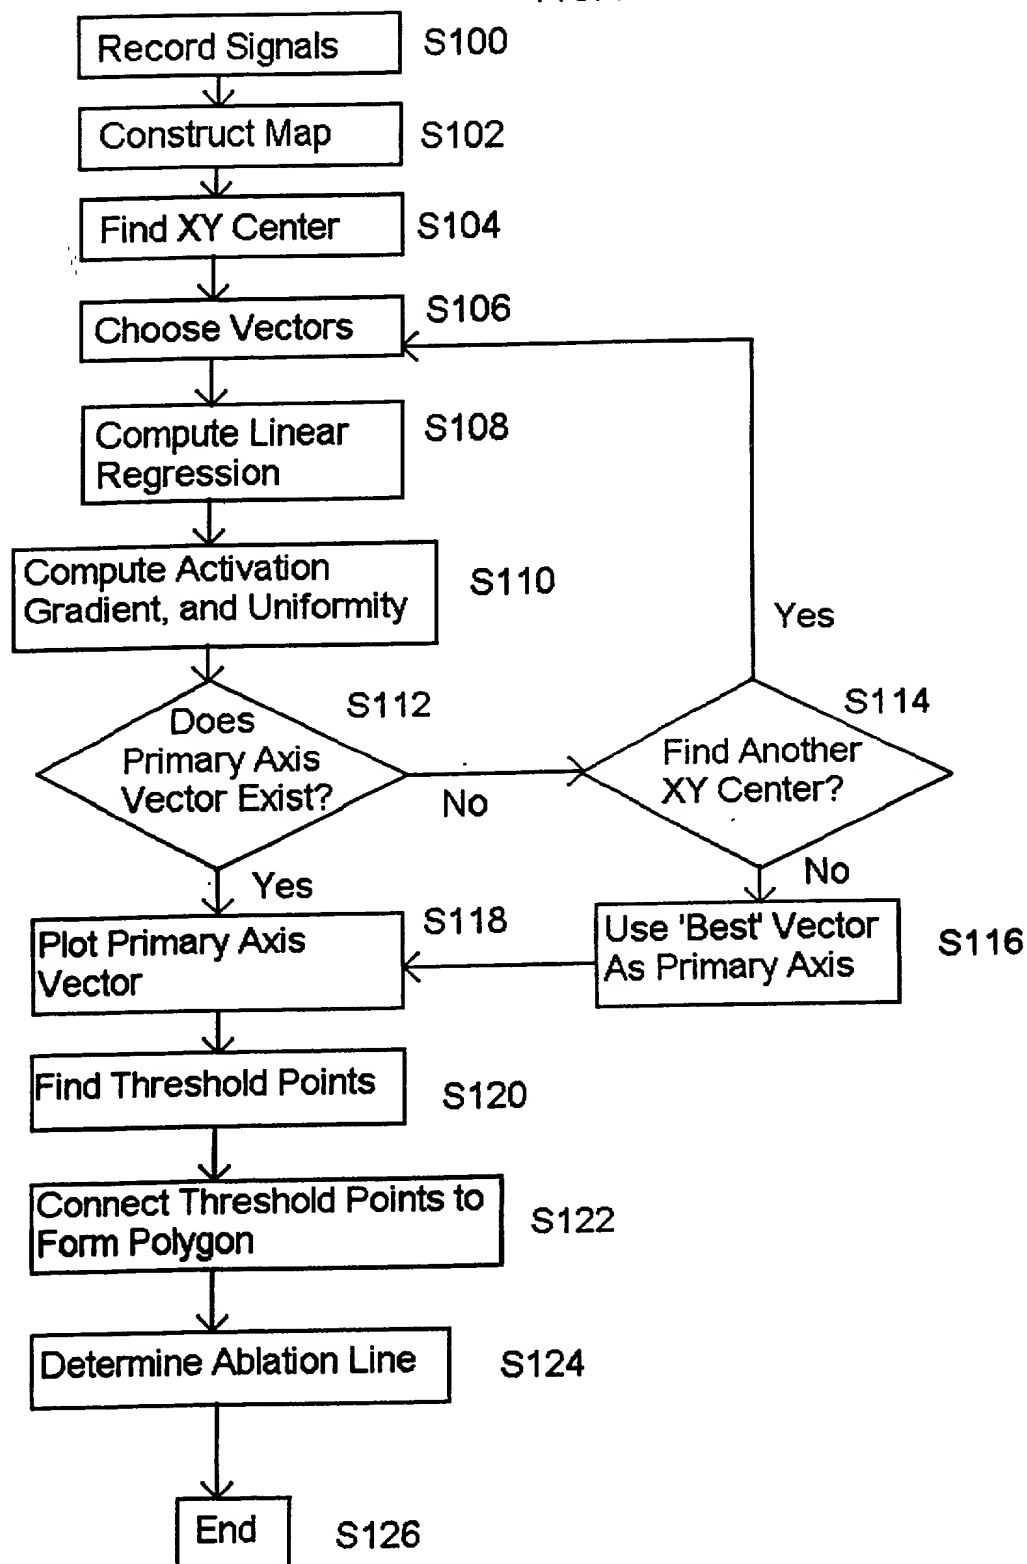 Record Signals S100
Construct Map S102
Find XY Center S104
Choose Vectors S106
Compute Linear
Regression
S108
Compute Activation
Gradient, and Uniformity
S110
Does
Primary Axis
Vector Exist?
S112
No
Yes
Find Another
XY Center?
S114
Yes
No
Use 'Best' Vector
As Primary Axis
S116
Plot Primary Axis
Vector
S118
Find Threshold Points S120
Connect Threshold Points to
Form Polygon
S122
Determine Ablation Line S124
End S126